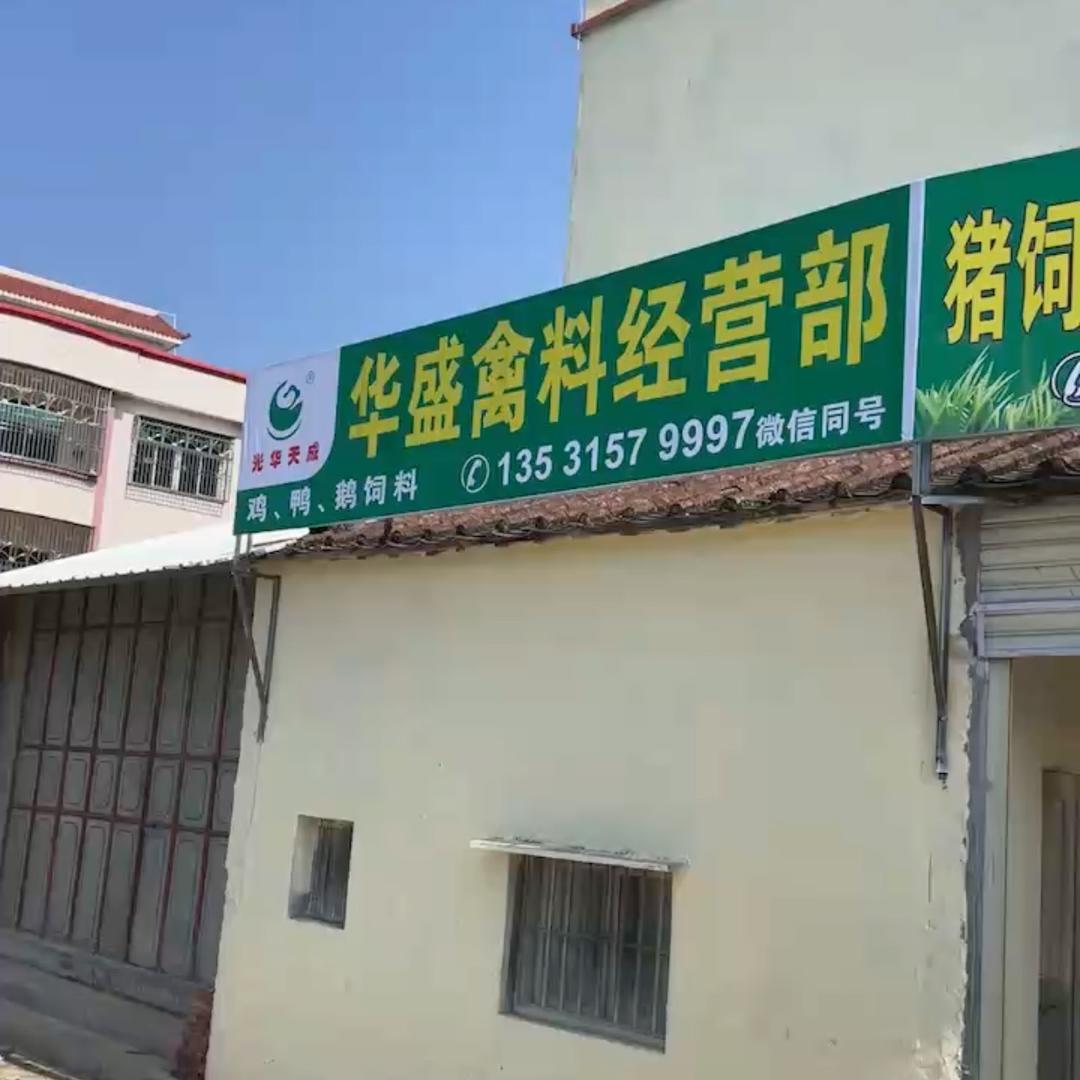 华盛禽料经营部
®
光华天成
鸡、鸭、鹅饲料
135 3157 9997微信同号
猪饲